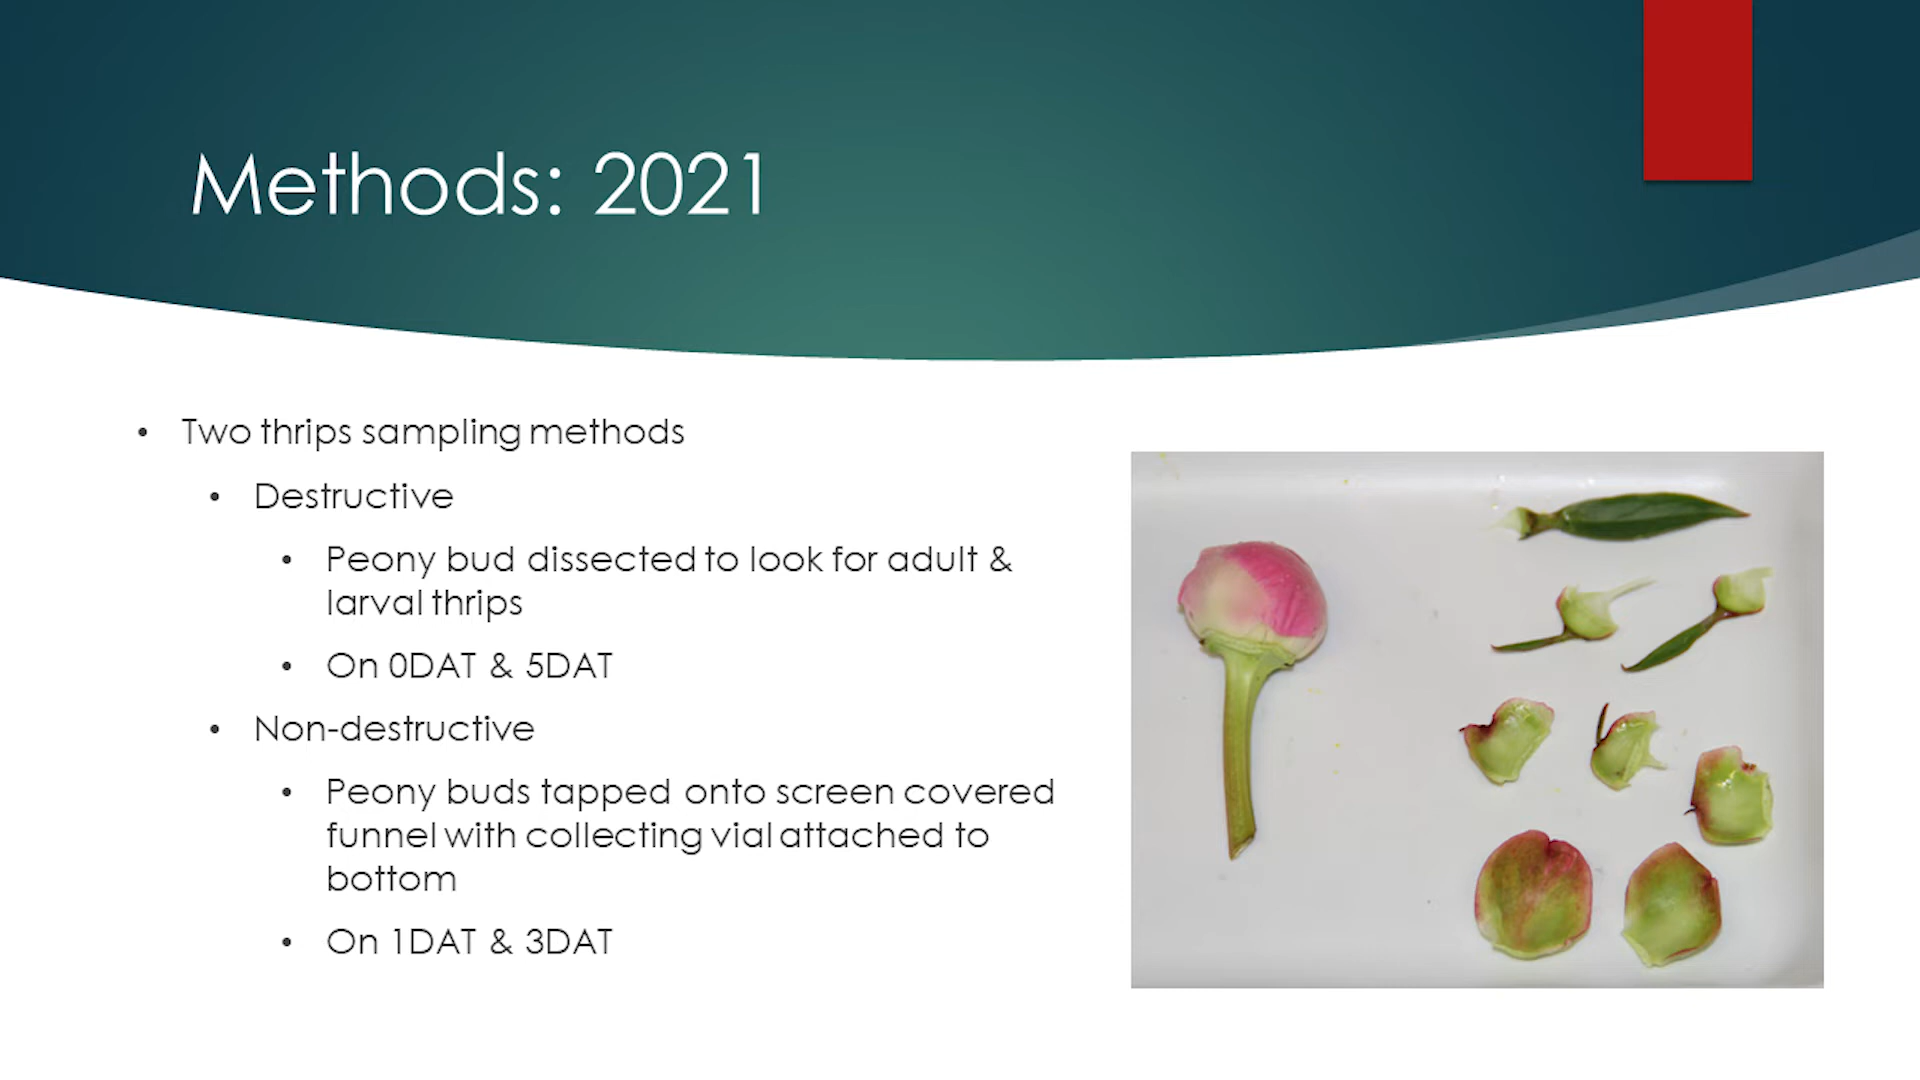 Methods: 2021
• Two thrips sampling methods
• Destructive
• Peony bud dissected to look for adult &
larval thrips
• On 0DAT & 5DAT
• Non-destructive
• Peony buds tapped onto screen covered
funnel with collecting vial attached to
bottom
• On 1DAT & 3DAT